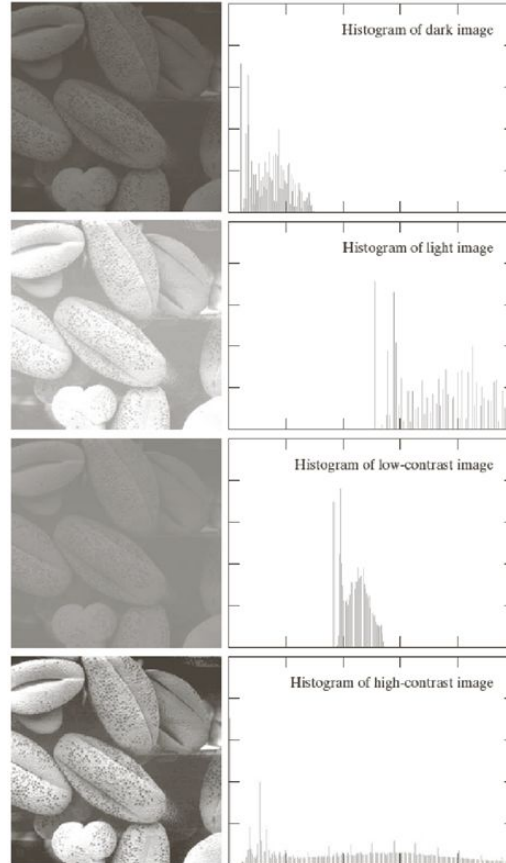 Histogram of dark image
Histogram of light image
Histogram of low-contrast image
Histogram of high-contrast image